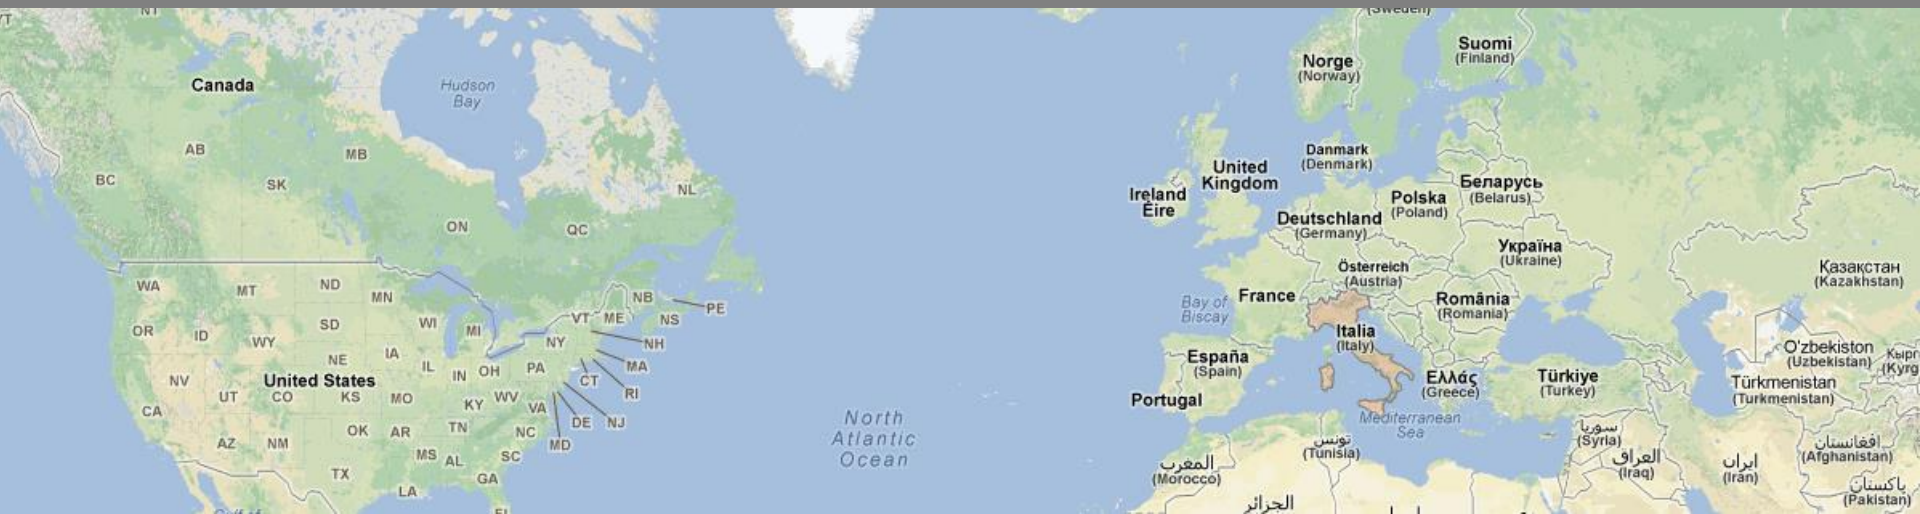 NT
(Sweden)
Canada
Hudson
Bay
Norge
(Norway)
Suomi
(Finland)
AB
MB
BC
SK
NL
ON
QC
Danmark
(Denmark)
United
Kingdom
Ireland
Éire
Polska
(Poland)
Беларусь
(Belarus)
Deutschland
(Germany)
Україна
(Ukraine)
Österreich
(Austria)
Қазақстан
(Kazakhstan)
WA
MT
ND
MN
NB
PE
France
România
(Romania)
Bay of
Biscay
OR
ID
WY
SD
WI
MI
VT
ME
NS
NY
NH
Italia
(Italy)
España
(Spain)
O'zbekiston
(Uzbekistan)
NE
IA
IL
IN
OH
PA
MA
CT
RI
NV
UT
United States
CO
KS
MO
KY
WV
VA
DE
NJ
MD
CA
AZ
NM
OK
AR
TN
NC
SC
MS
AL
GA
TX
LA
Portugal
Ελλάς
(Greece)
Türkiye
(Turkey)
Türkmenistan
(Turkmenistan)
North
Atlantic
Ocean
Mediterranean
Sea
المغرب
(Morocco)
تونس
(Tunisia)
سوريا
(Syria)
العراق
(Iraq)
ایران
(Iran)
افغانستان
(Afghanistan)
پاکستان
(Pakistan)
الجزائر